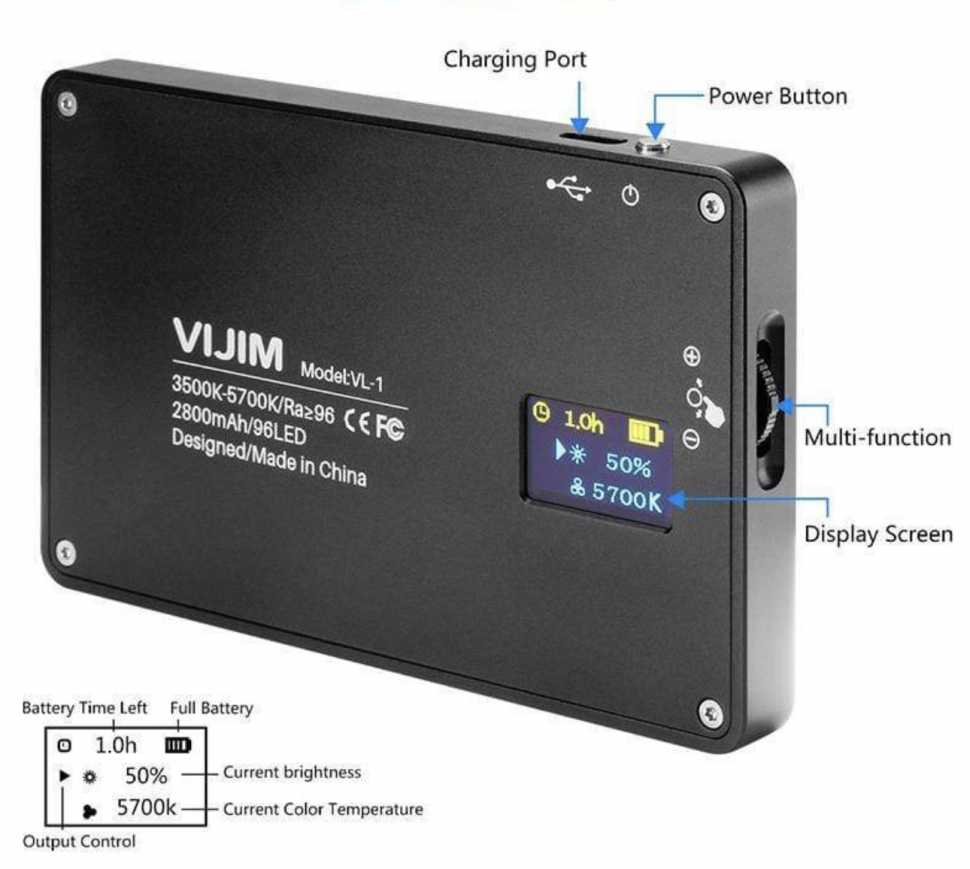 Charging Port
Power Button
VIJIM Model:VL-1
3500K-5700K/Ra≥96 CE FC
2800mAh/96LED
Designed/Made in China
1.0h
50%
5700K
Multi-function
Display Screen
Battery Time Left Full Battery
1.0h
50%
Current brightness
5700k
Current Color Temperature
Output Control